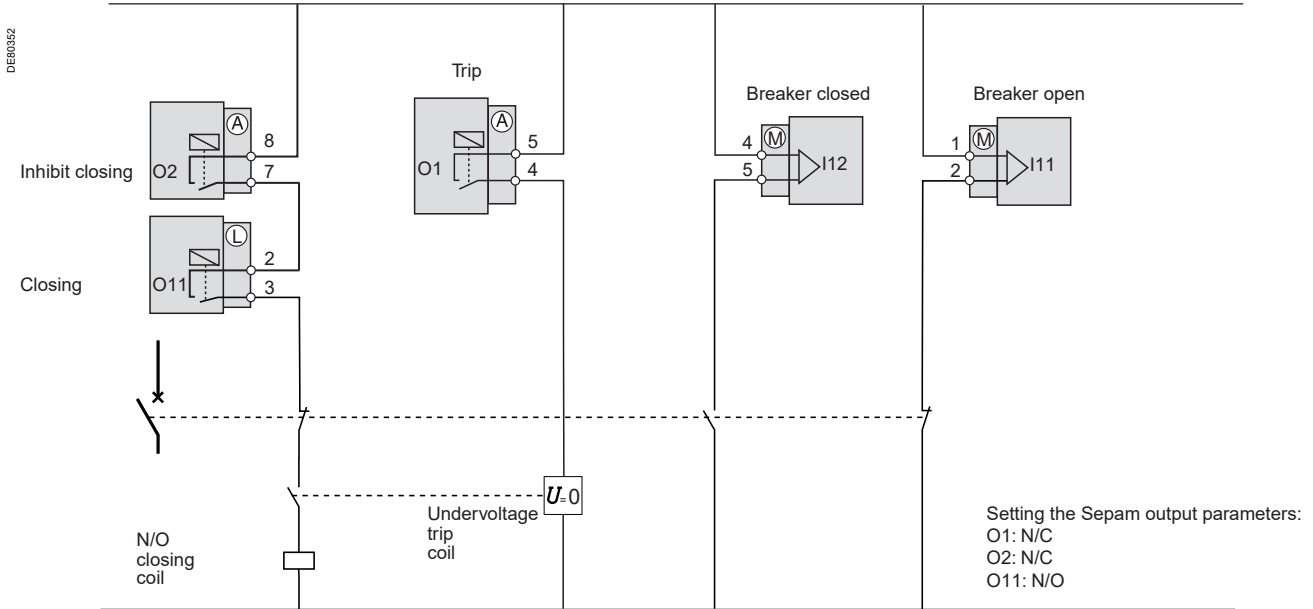 DE80352
Trip
Breaker closed
Breaker open
A
8
O2
7
Inhibit closing
A
5
O1
4
M
4
I12
5
M
1
I11
2
L
2
O11
3
Closing
U=0
Undervoltage
trip
coil
N/O
closing
coil
Setting the Sepam output parameters:
O1: N/C
O2: N/C
O11: N/O